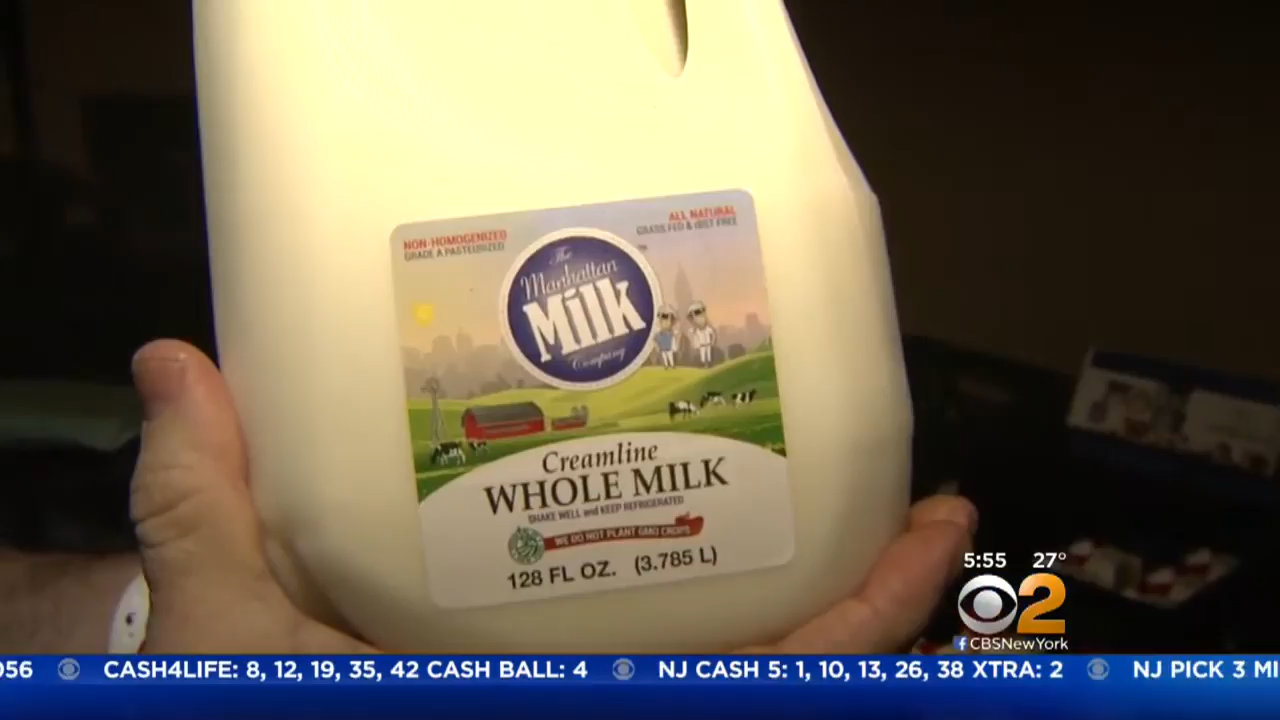 NON-HOMOGENIZED
GRADE A PASTEURIZED
ALL NATURAL
GRASS FED & rBST FREE
The
Manhattan
Milk
Company
Creamline
WHOLE MILK
SHAKE WELL and KEEP REFRIGERATED
WE DO NOT PLANT GMO CROPS
128 FL OZ. (3.785 L)
5:55 27°
2
CBSNewYork
056 CASH4LIFE: 8, 12, 19, 35, 42 CASH BALL: 4 NJ CASH 5: 1, 10, 13, 26, 38 XTRA: 2 NJ PICK 3 MI